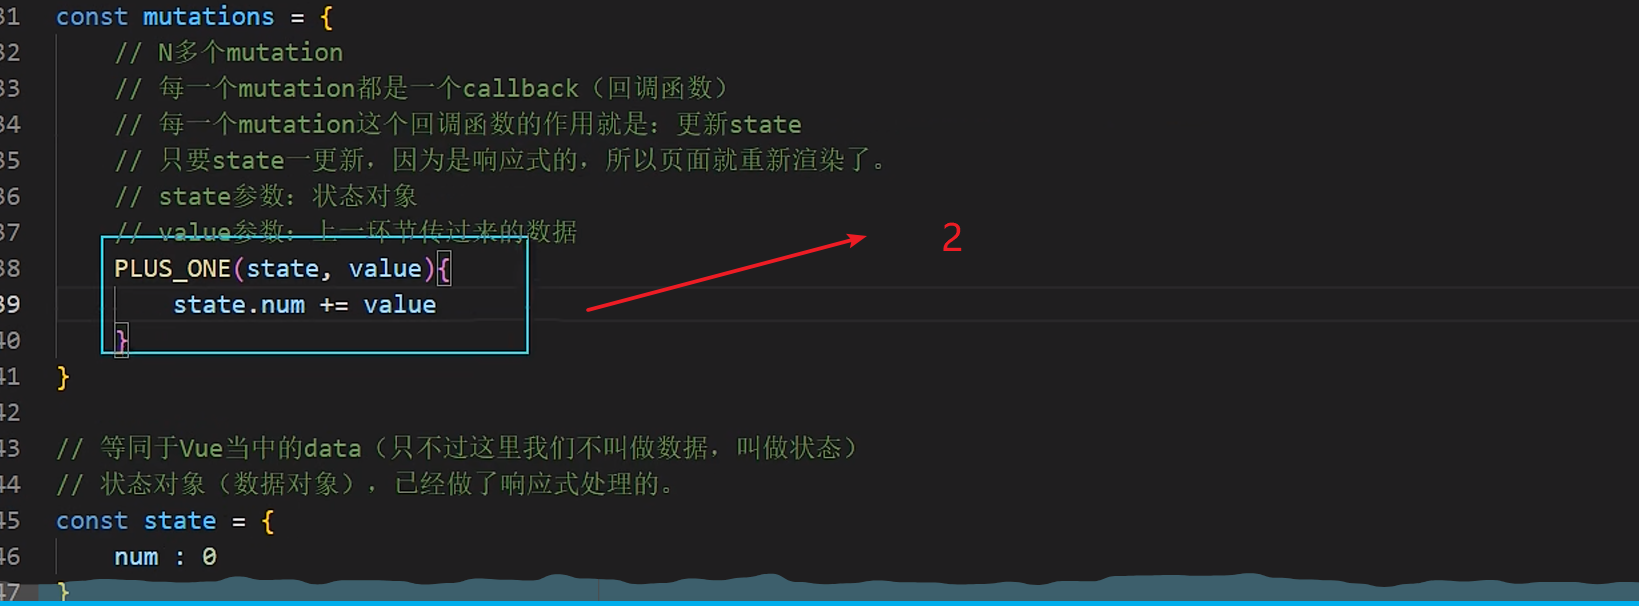 31 const mutations = {
32 // N多个mutation
33 // 每一个mutation都是一个callback（回调函数）
34 // 每一个mutation这个回调函数的作用就是：更新state
35 // 只要state一更新，因为是响应式的，所以页面就重新渲染了。
36 // state参数：状态对象
37 // value参数：上一环节传过来的数据
2
38 PLUS_ONE(state, value){
39 state.num += value
40 }
41 }
42
43 // 等同于Vue当中的data（只不过这里我们不叫做数据，叫做状态）
44 // 状态对象（数据对象），已经做了响应式处理的。
45 const state = {
46 num : 0
47 }